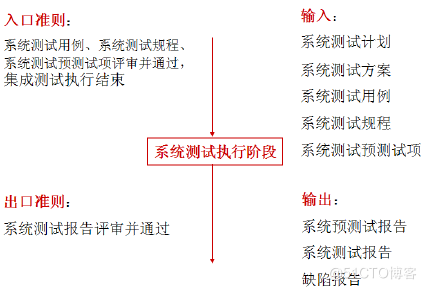 入口准则：
系统测试用例、系统测试规程、
系统测试预测试项评审并通过，
集成测试执行结束
输入：
系统测试计划
系统测试方案
系统测试用例
系统测试规程
系统测试预测试项
系统测试执行阶段
出口准则：
系统测试报告评审并通过
输出：
系统预测试报告
系统测试报告
缺陷报告
@51CTO博客